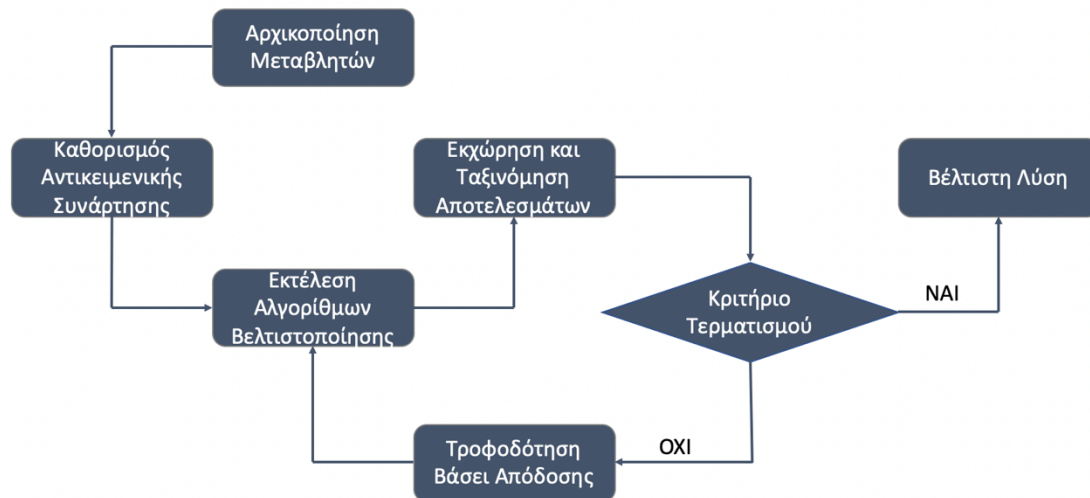 Αρχικοποίηση
Μεταβλητών
Καθορισμός
Αντικειμενικής
Συνάρτησης
Εκχώρηση και
Ταξινόμηση
Αποτελεσμάτων
Βέλτιστη Λύση
Εκτέλεση
Αλγορίθμων
Βελτιστοποίησης
Κριτήριο
Τερματισμού
ΝΑΙ
Τροφοδότηση
Βάσει Απόδοσης
ΟΧΙ